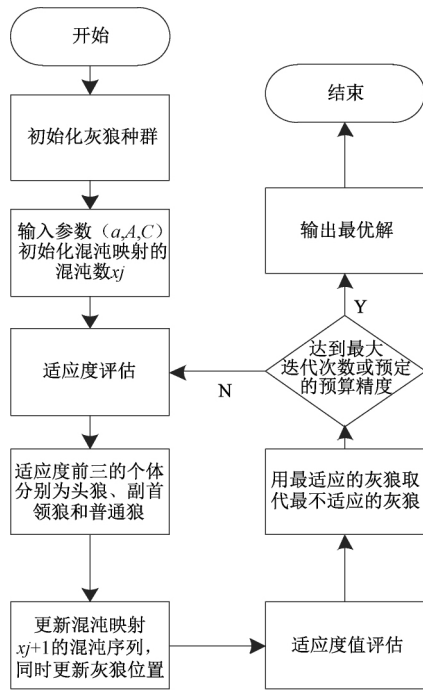 开始
初始化灰狼种群
输入参数（a,A,C）
初始化混沌映射的
混沌数xj
适应度评估
适应度前三的个体
分别为头狼、副首
领狼和普通狼
更新混沌映射
xj+1的混沌序列,
同时更新灰狼位置
适应度值评估
用最适应的灰狼取
代最不适应的灰狼
达到最大
迭代次数或预定
的预算精度
N
Y
输出最优解
结束